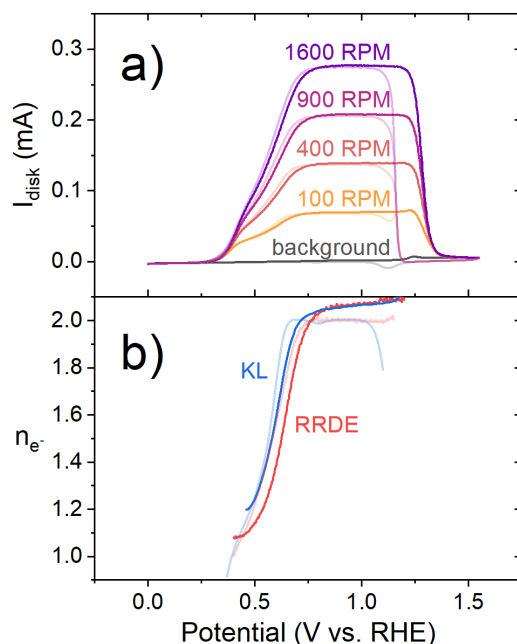 a)
0.3
0.2
0.1
0.0
I_disk (mA)
1600 RPM
900 RPM
400 RPM
100 RPM
background
b)
2.0
1.8
1.6
1.4
1.2
1.0
n_e-
KL
RRDE
0.0 0.5 1.0 1.5
Potential (V vs. RHE)